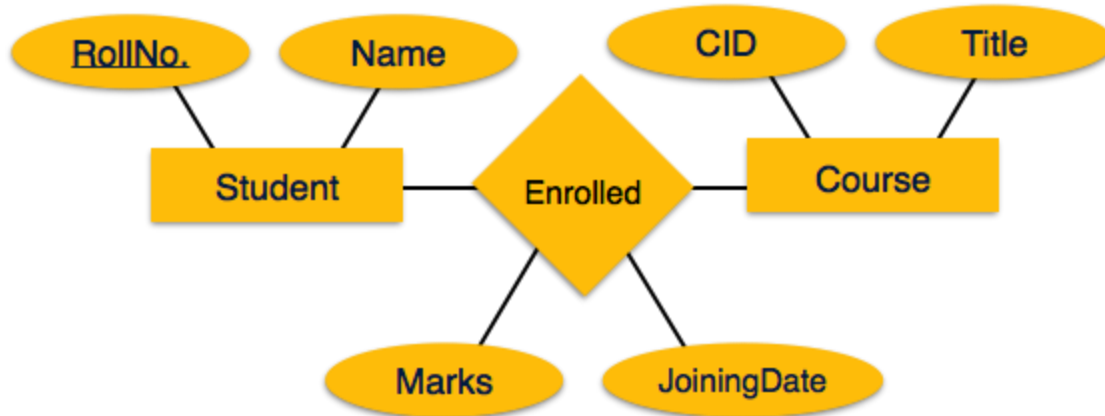 RollNo.
Name
CID
Title
Student
Enrolled
Course
Marks
JoiningDate